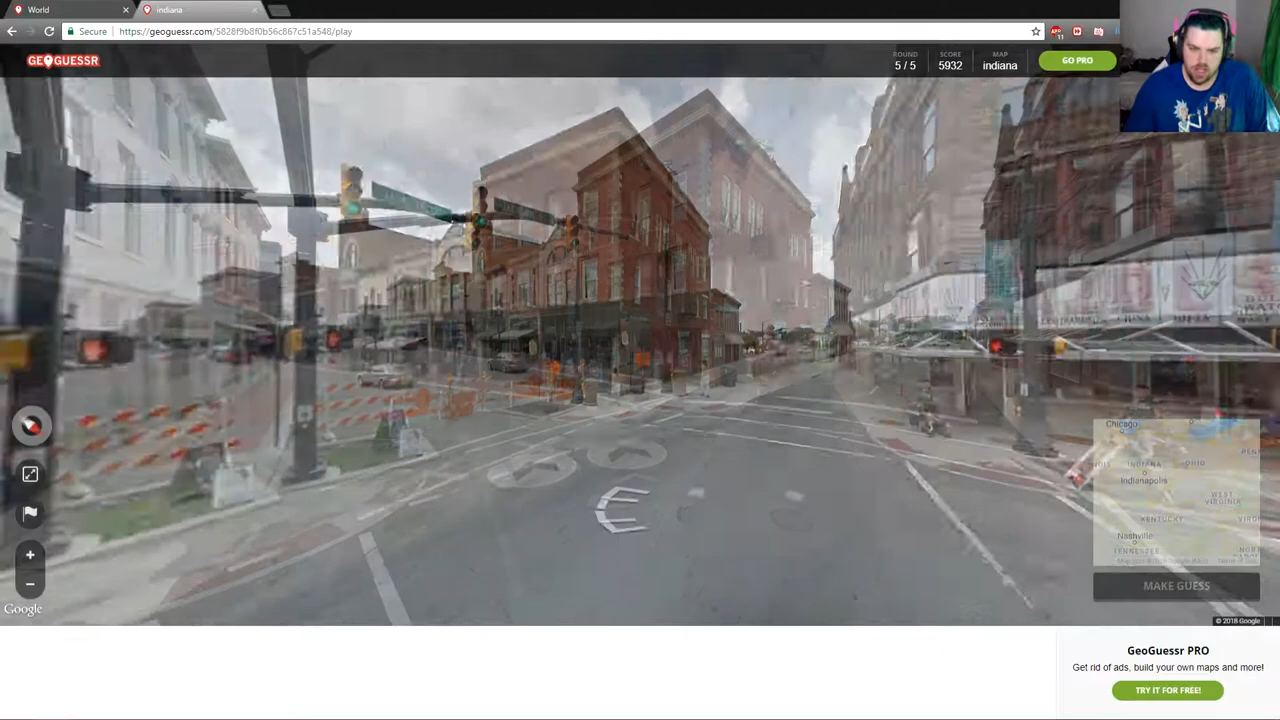 World
indiana
Secure
https://geoguessr.com/5828f9b8f0b56c867c51a548/play
GEOGUESSR
ROUND
5 / 5
SCORE
5932
MAP
indiana
GO PRO
Chicago
INDIANA
OHIO
Indianapolis
WEST
VIRGINIA
KENTUCKY
Nashville
TENNESSEE
MAKE GUESS
Google
© 2018 Google
GeoGuessr PRO
Get rid of ads, build your own maps and more!
TRY IT FOR FREE!